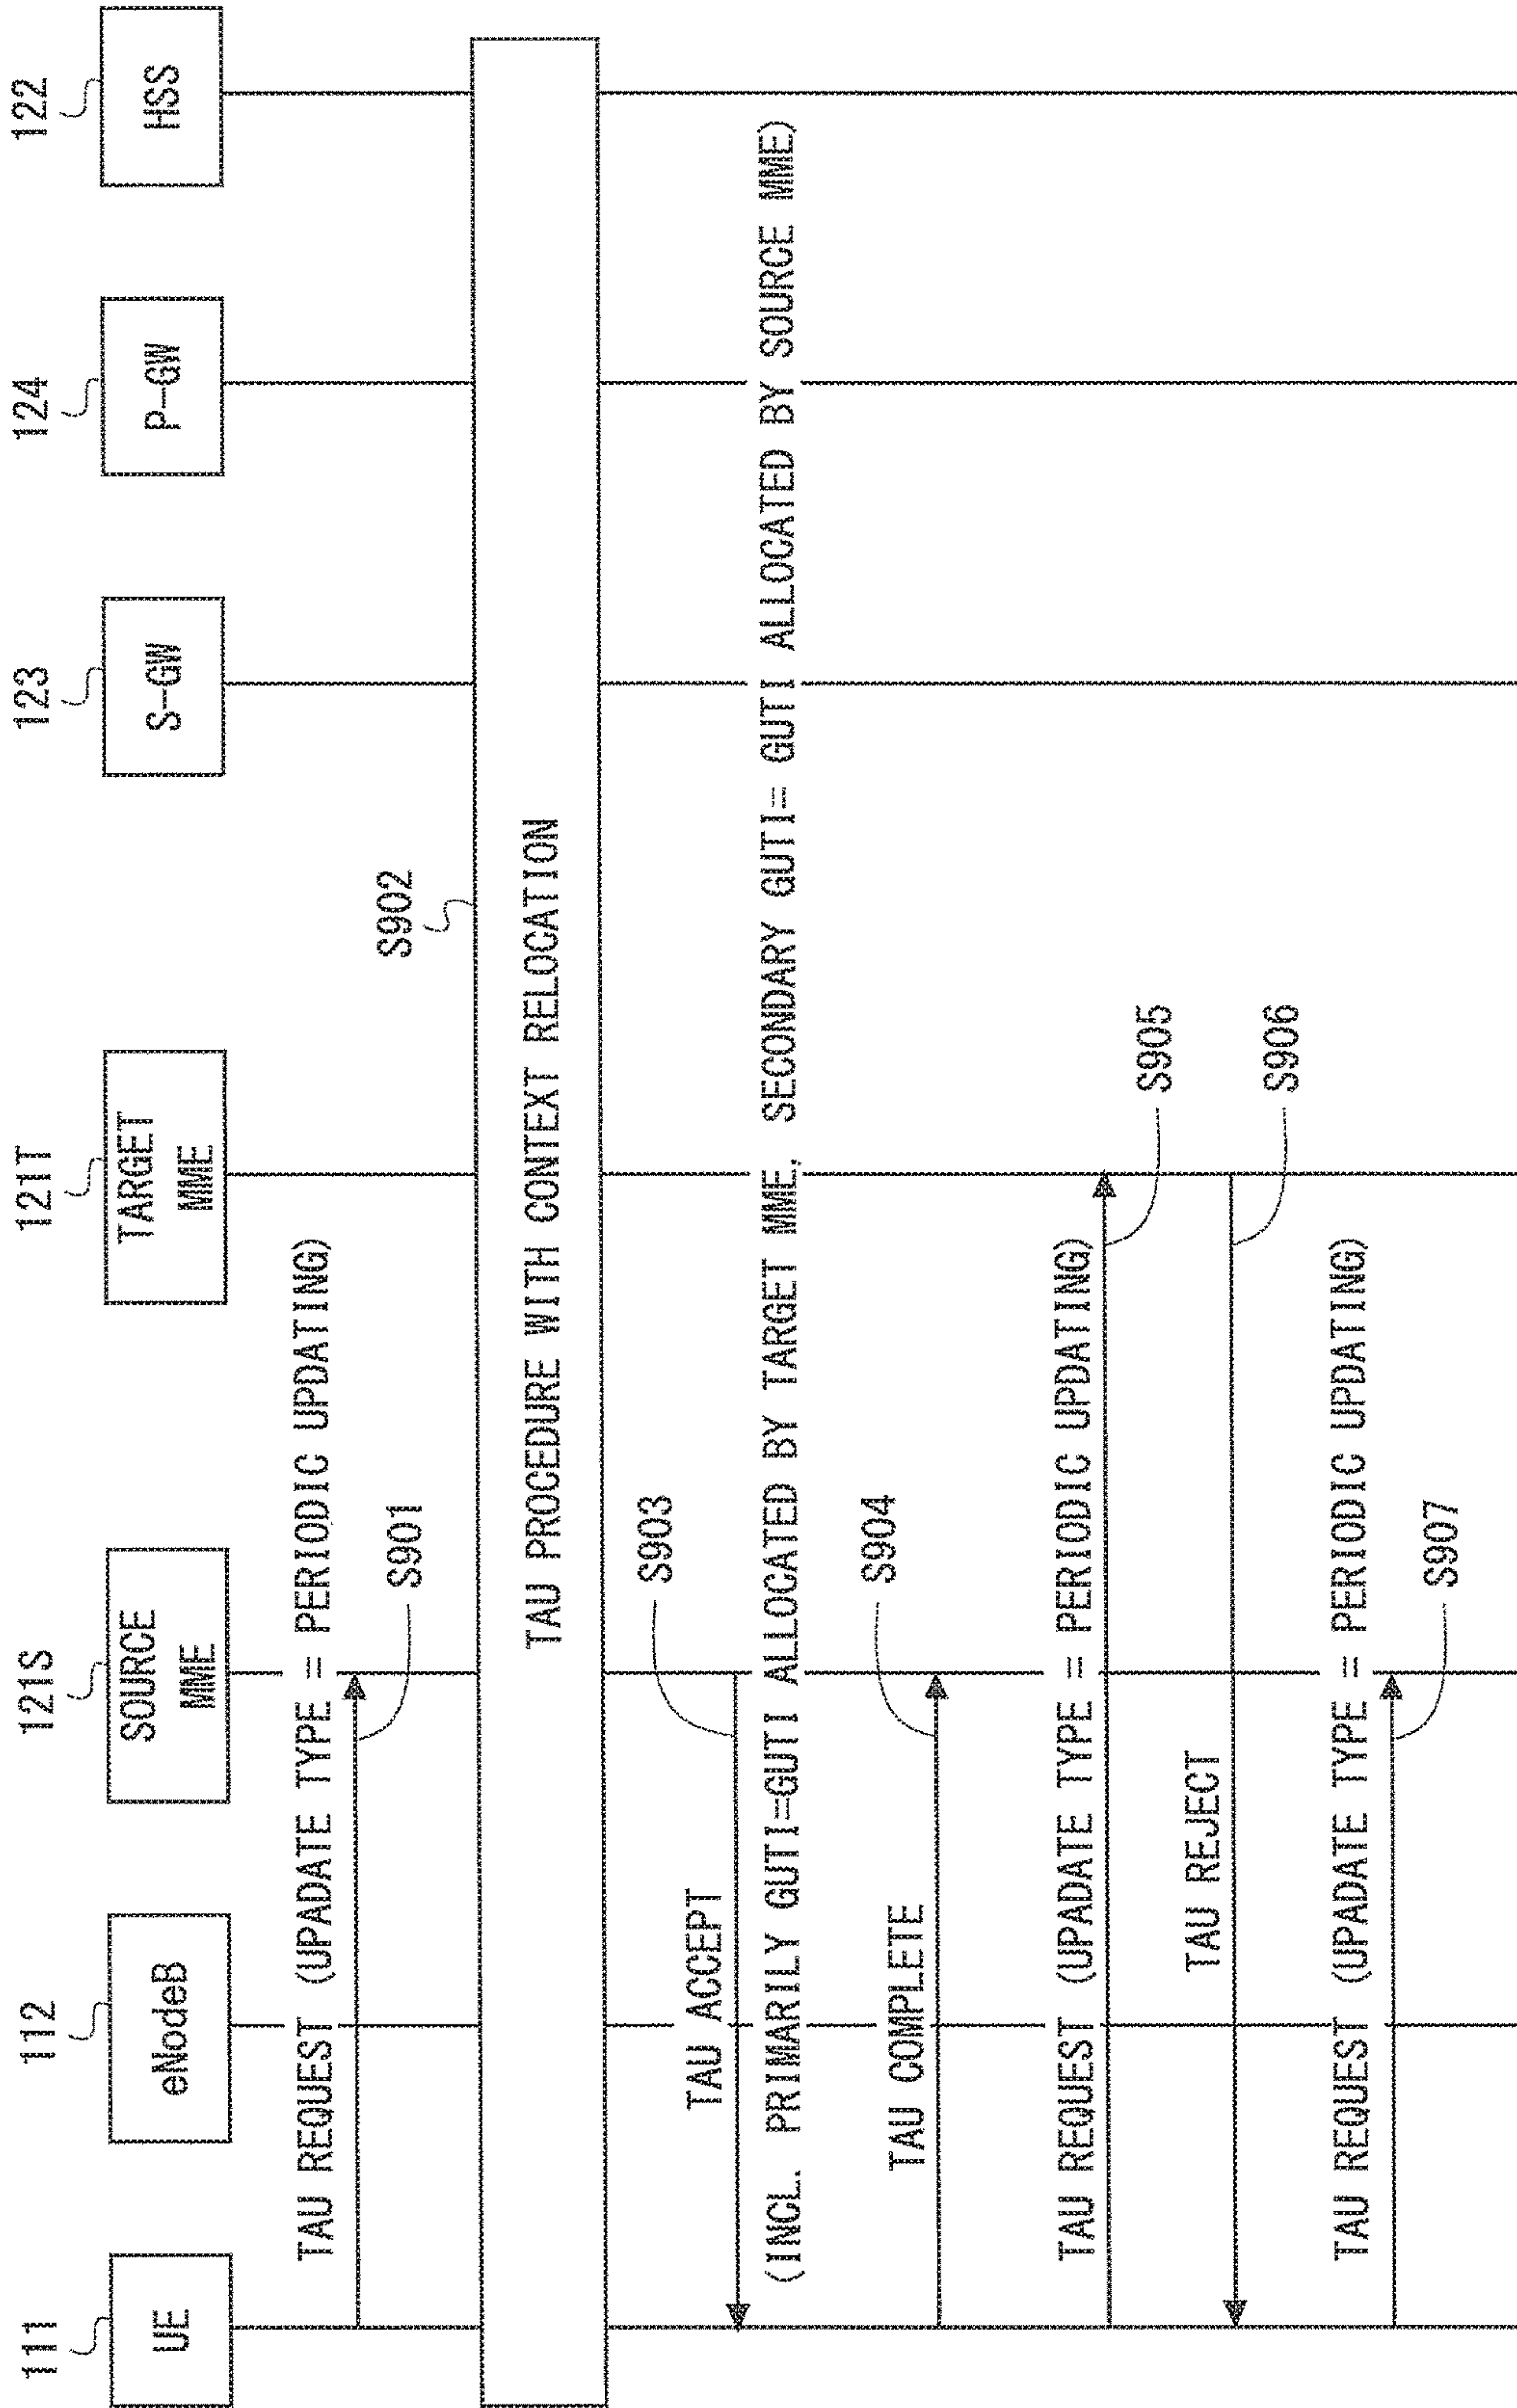 111
112
121S
121T
123
124
122
UE
eNodeB
SOURCE
MME
TARGET
MME
S-GW
P-GW
HSS
TAU REQUEST (UPADATE TYPE = PERIODIC UPDATING)
S901
S902
TAU PROCEDURE WITH CONTEXT RELOCATION
S903
TAU ACCEPT
(INCL. PRIMARILY GUTI=GUTI ALLOCATED BY TARGET MME, SECONDARY GUTI= GUTI ALLOCATED BY SOURCE MME)
S904
TAU COMPLETE
TAU REQUEST (UPADATE TYPE = PERIODIC UPDATING)
S905
TAU REJECT
S906
TAU REQUEST (UPADATE TYPE = PERIODIC UPDATING)
S907